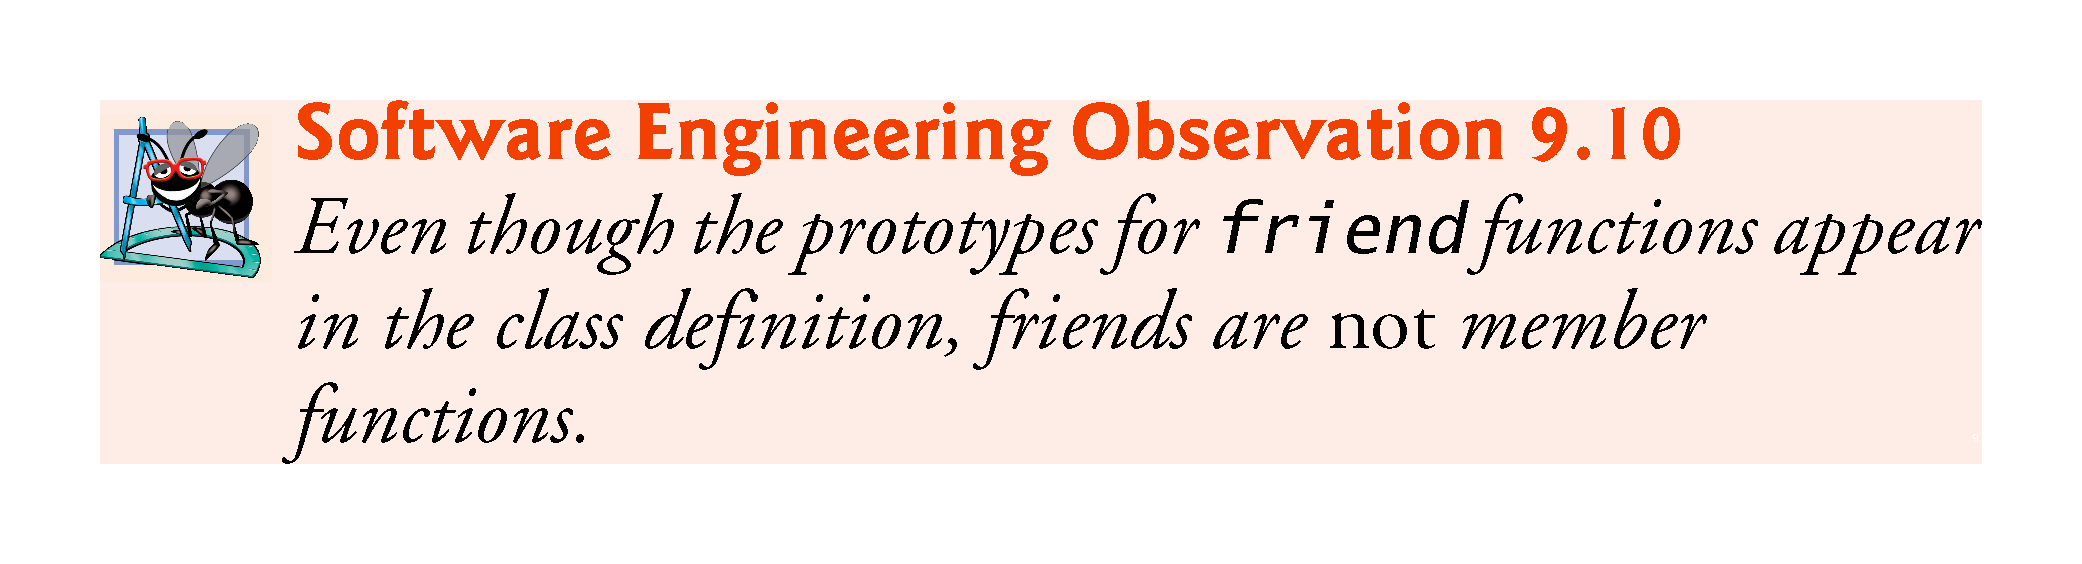 Software Engineering Observation 9.10
Even though the prototypes for friend functions appear
in the class definition, friends are not member
functions.